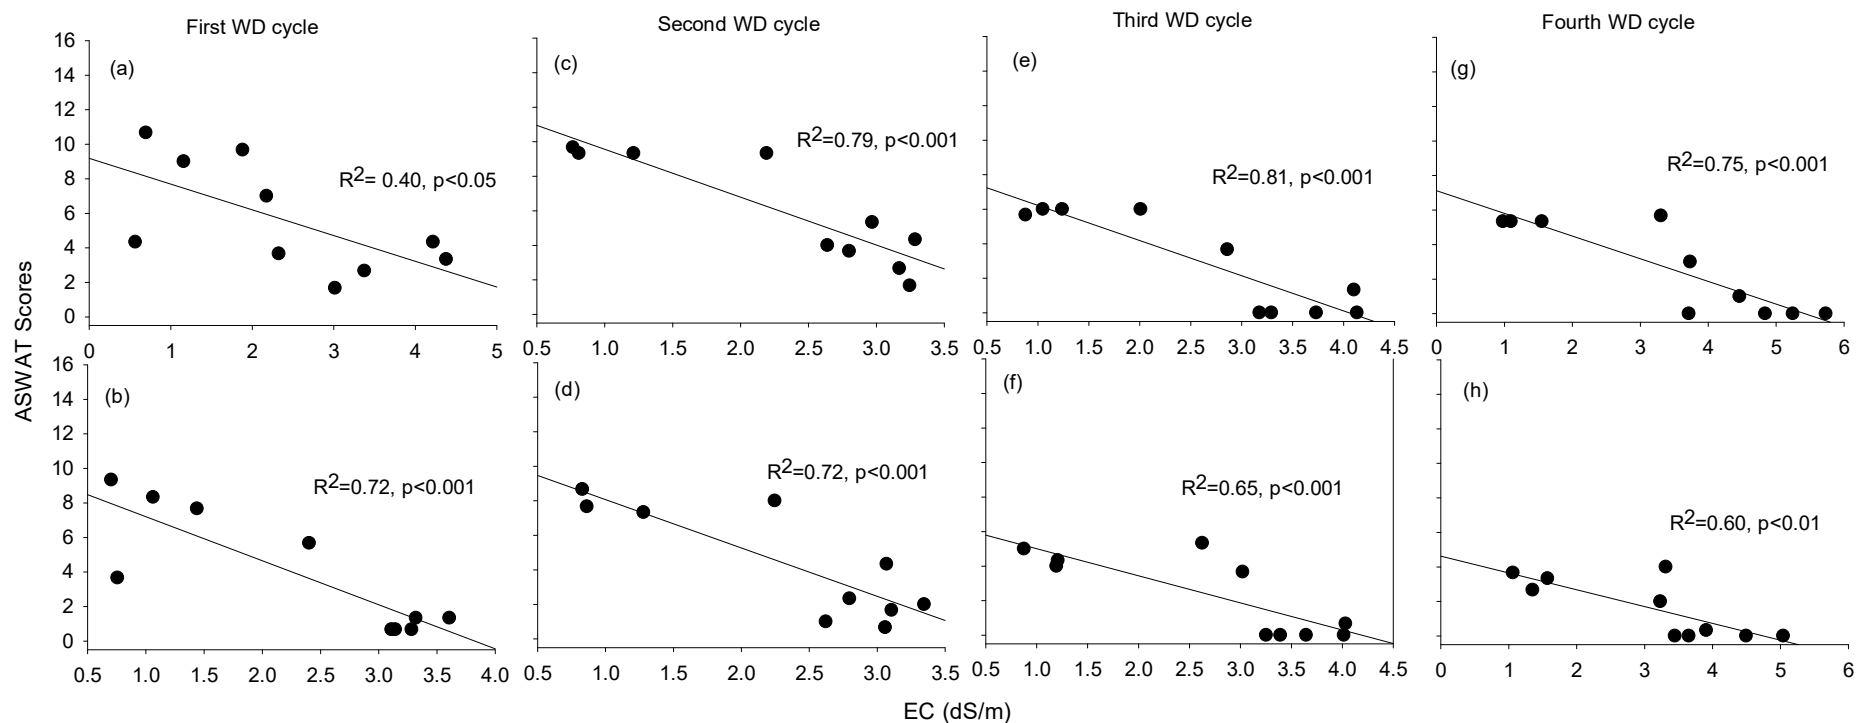 First WD cycle
Second WD cycle
Third WD cycle
Fourth WD cycle
ASWAT Scores
16
14
12
10
8
6
4
2
0
(a)
R2= 0.40, p<0.05
0 1 2 3 4 5
(c)
R2=0.79, p<0.001
0.5 1.0 1.5 2.0 2.5 3.0 3.5
(e)
R2=0.81, p<0.001
0.5 1.0 1.5 2.0 2.5 3.0 3.5 4.0 4.5
(g)
R2=0.75, p<0.001
0 1 2 3 4 5 6
16
14
12
10
8
6
4
2
0
(b)
R2=0.72, p<0.001
0.5 1.0 1.5 2.0 2.5 3.0 3.5 4.0
(d)
R2=0.72, p<0.001
0.5 1.0 1.5 2.0 2.5 3.0 3.5
(f)
R2=0.65, p<0.001
0.5 1.0 1.5 2.0 2.5 3.0 3.5 4.0 4.5
(h)
R2=0.60, p<0.01
0 1 2 3 4 5 6
EC (dS/m)